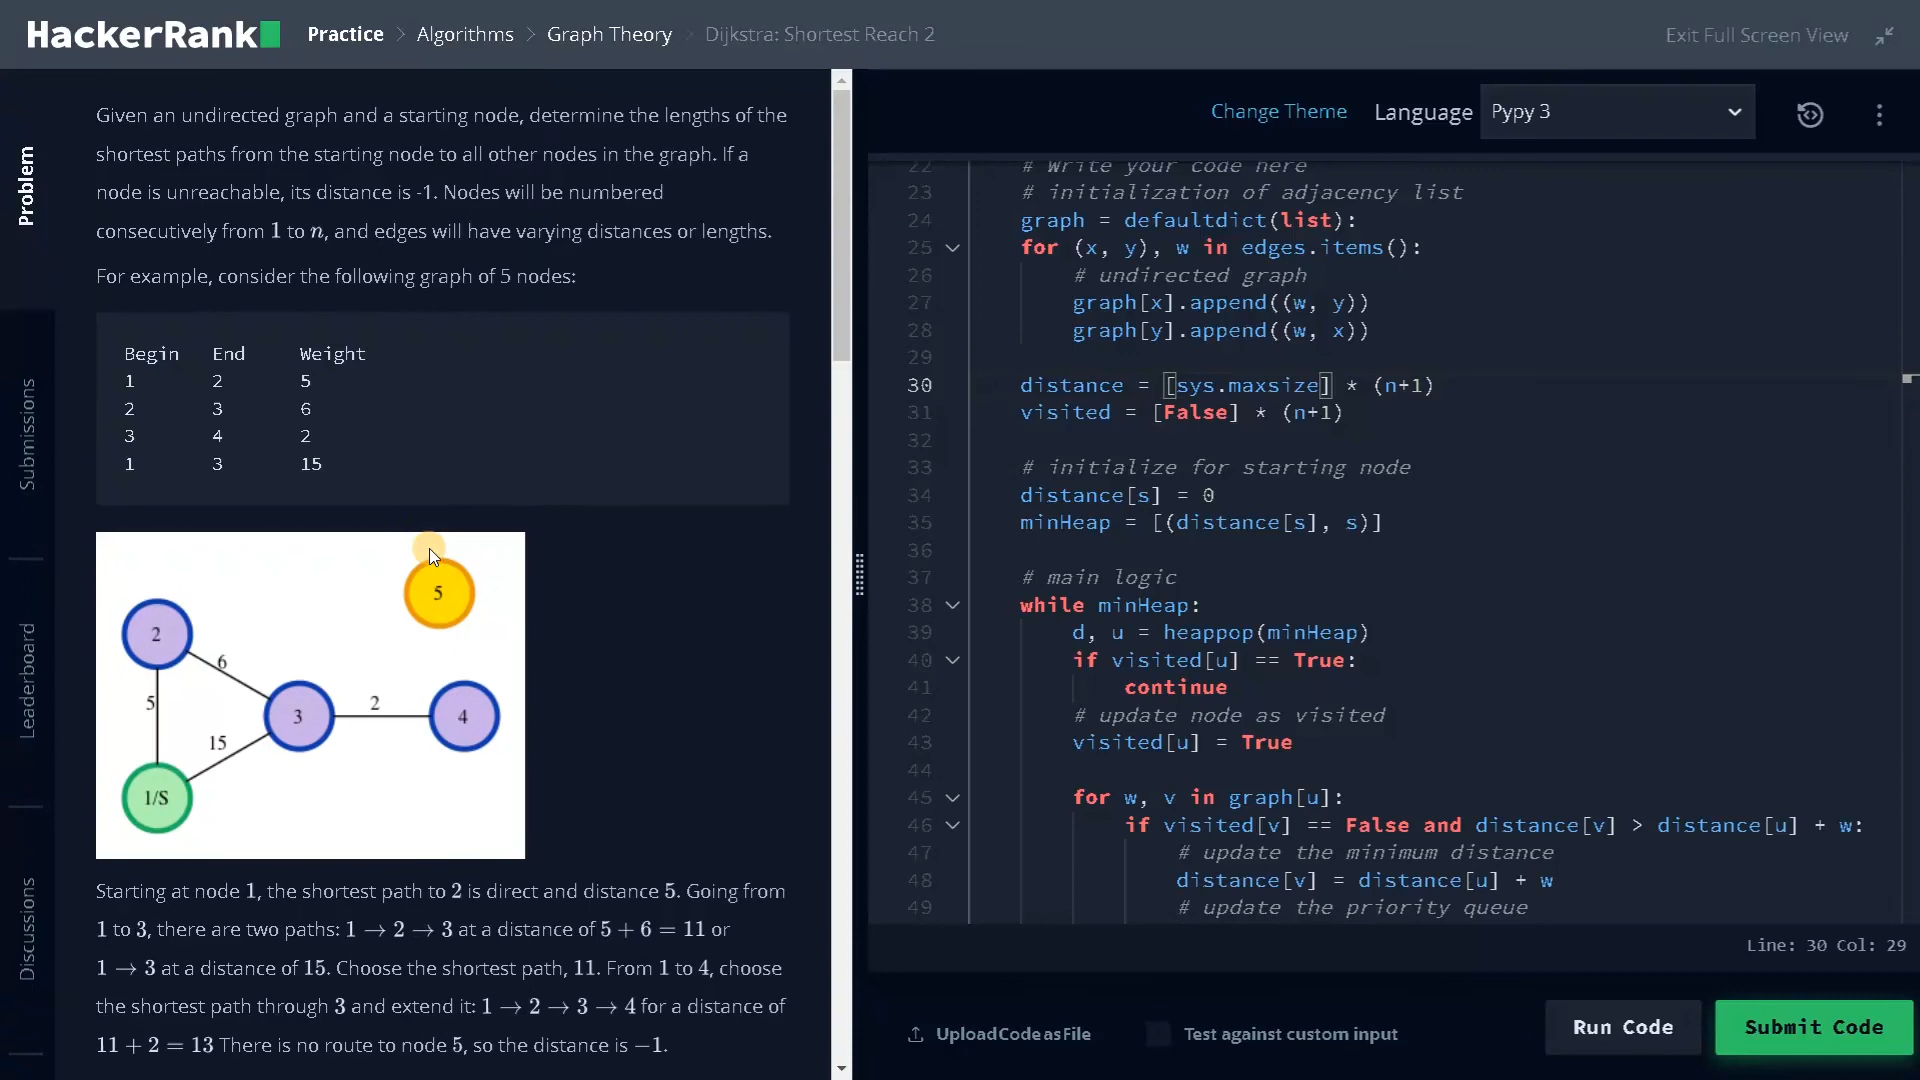 HackerRank
Practice > Algorithms > Graph Theory > Dijkstra: Shortest Reach 2
Exit Full Screen View
Problem
Submissions
Leaderboard
Discussions
Given an undirected graph and a starting node, determine the lengths of the
shortest paths from the starting node to all other nodes in the graph. If a
node is unreachable, its distance is -1. Nodes will be numbered
consecutively from 1 to n, and edges will have varying distances or lengths.
For example, consider the following graph of 5 nodes:
Begin End Weight
1 2 5
2 3 6
3 4 2
1 3 15
5
2
6
5
3
2
4
15
1/S
Starting at node 1, the shortest path to 2 is direct and distance 5. Going from
1 to 3, there are two paths: 1 → 2 → 3 at a distance of 5 + 6 = 11 or
1 → 3 at a distance of 15. Choose the shortest path, 11. From 1 to 4, choose
the shortest path through 3 and extend it: 1 → 2 → 3 → 4 for a distance of
11 + 2 = 13 There is no route to node 5, so the distance is −1.
Change Theme Language Pypy 3
22 # Write your code here
23 # initialization of adjacency list
24 graph = defaultdict(list):
25 for (x, y), w in edges.items():
26 # undirected graph
27 graph[x].append((w, y))
28 graph[y].append((w, x))
29
30 distance = [sys.maxsize] * (n+1)
31 visited = [False] * (n+1)
32
33 # initialize for starting node
34 distance[s] = 0
35 minHeap = [(distance[s], s)]
36
37 # main logic
38 while minHeap:
39 d, u = heappop(minHeap)
40 if visited[u] == True:
41 continue
42 # update node as visited
43 visited[u] = True
44
45 for w, v in graph[u]:
46 if visited[v] == False and distance[v] > distance[u] + w:
47 # update the minimum distance
48 distance[v] = distance[u] + w
49 # update the priority queue
Line: 30 Col: 29
Upload Code as File Test against custom input Run Code Submit Code